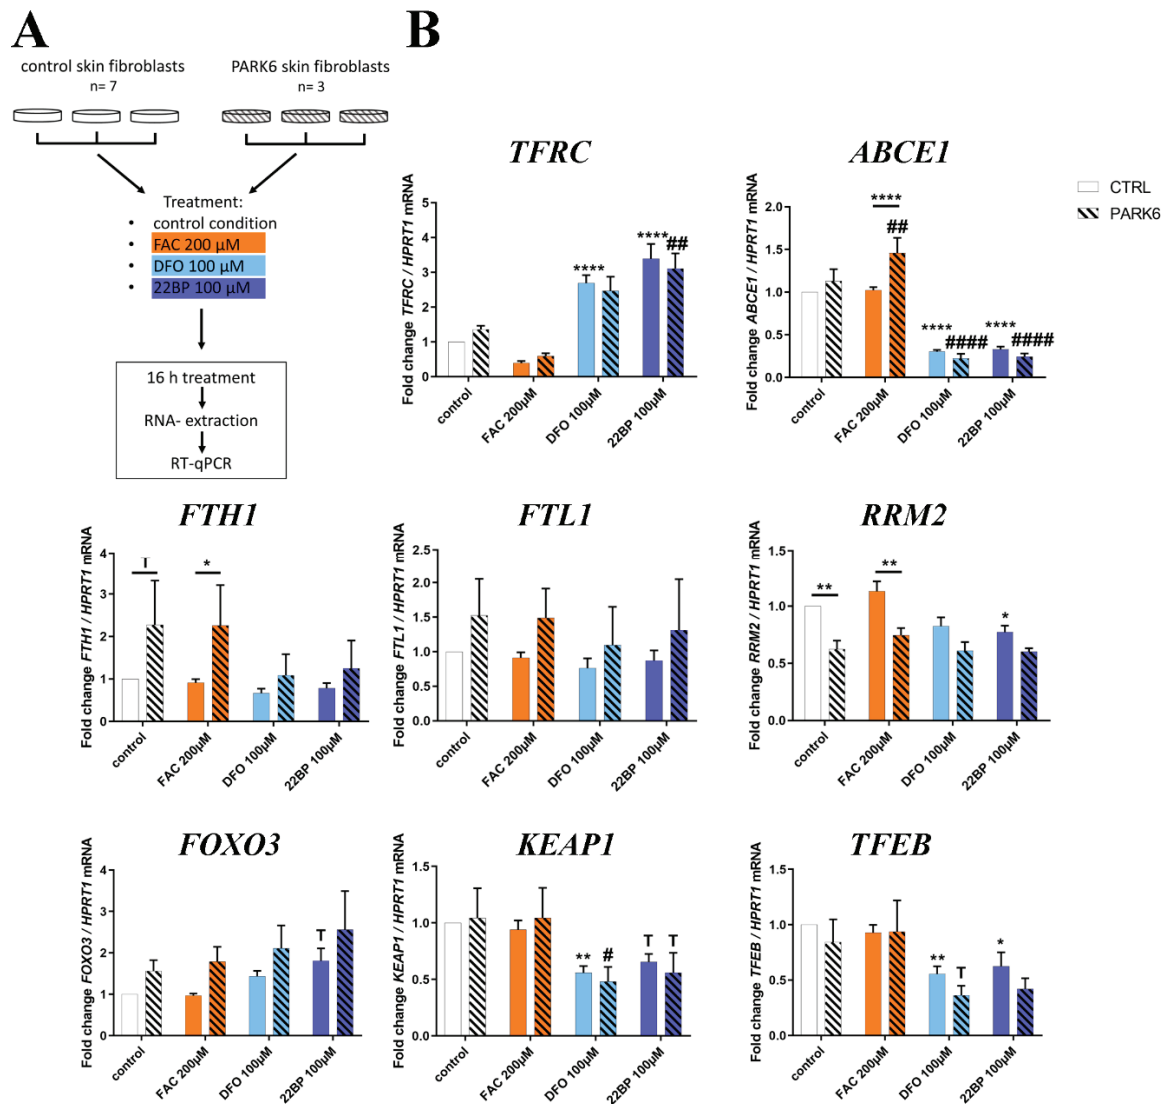 A
control skin fibroblasts
n= 7
PARK6 skin fibroblasts
n= 3
Treatment:
• control condition
• FAC 200 µM
• DFO 100 µM
• 22BP 100 µM
16 h treatment
RNA- extraction
RT-qPCR
B
TFRC
Fold change TFRC / HPRT1 mRNA
5
4
3
2
1
0
****
****
##
control
FAC 200µM
DFO 100µM
22BP 100µM
ABCE1
Fold change ABCE1 / HPRT1 mRNA
2.0
1.5
1.0
0.5
0.0
****
##
****
####
****
####
control
FAC 200µM
DFO 100µM
22BP 100µM
CTRL
PARK6
FTH1
Fold change FTH1 / HPRT1 mRNA
4
3
2
1
0
T
*
control
FAC 200µM
DFO 100µM
22BP 100µM
FTL1
Fold change FTL1 / HPRT1 mRNA
2.5
2.0
1.5
1.0
0.5
0.0
control
FAC 200µM
DFO 100µM
22BP 100µM
RRM2
Fold change RRM2 / HPRT1 mRNA
1.5
1.0
0.5
0.0
**
**
*
control
FAC 200µM
DFO 100µM
22BP 100µM
FOXO3
Fold change FOXO3 / HPRT1 mRNA
4
3
2
1
0
T
control
FAC 200µM
DFO 100µM
22BP 100µM
KEAP1
Fold change KEAP1 / HPRT1 mRNA
1.5
1.0
0.5
0.0
**
#
T
T
control
FAC 200µM
DFO 100µM
22BP 100µM
TFEB
Fold change TFEB / HPRT1 mRNA
1.5
1.0
0.5
0.0
**
T
*
control
FAC 200µM
DFO 100µM
22BP 100µM